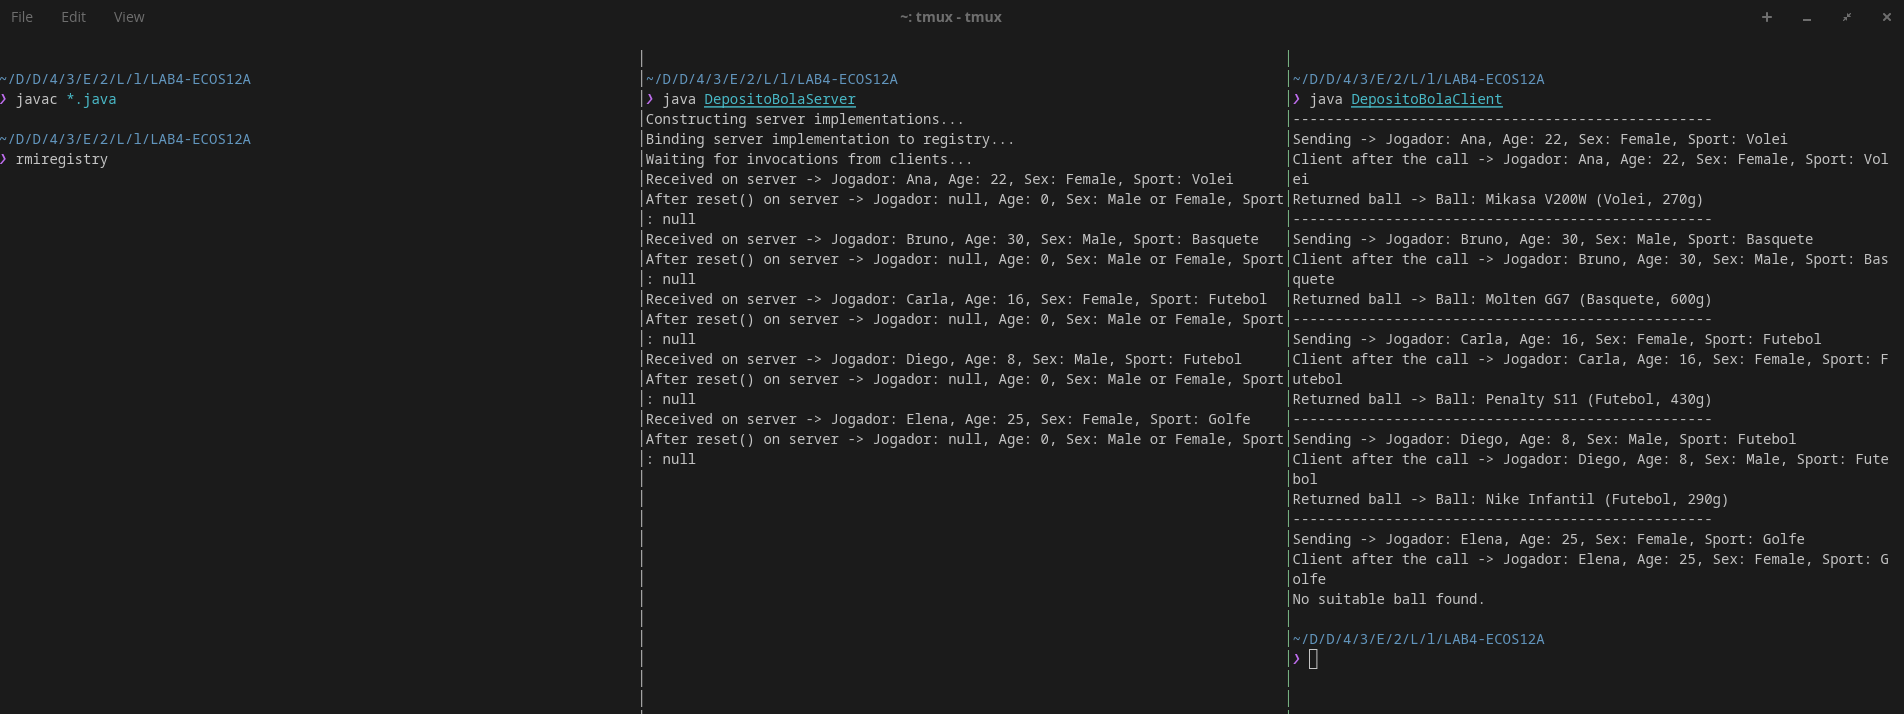 File Edit View
~: tmux - tmux
~/D/D/4/3/E/2/L/l/LAB4-ECOS12A
❯ javac *.java
~/D/D/4/3/E/2/L/l/LAB4-ECOS12A
❯ rmiregistry
~/D/D/4/3/E/2/L/l/LAB4-ECOS12A
❯ java DepositoBolaServer
Constructing server implementations...
Binding server implementation to registry...
Waiting for invocations from clients...
Received on server -> Jogador: Ana, Age: 22, Sex: Female, Sport: Volei
After reset() on server -> Jogador: null, Age: 0, Sex: Male or Female, Sport
: null
Received on server -> Jogador: Bruno, Age: 30, Sex: Male, Sport: Basquete
After reset() on server -> Jogador: null, Age: 0, Sex: Male or Female, Sport
: null
Received on server -> Jogador: Carla, Age: 16, Sex: Female, Sport: Futebol
After reset() on server -> Jogador: null, Age: 0, Sex: Male or Female, Sport
: null
Received on server -> Jogador: Diego, Age: 8, Sex: Male, Sport: Futebol
After reset() on server -> Jogador: null, Age: 0, Sex: Male or Female, Sport
: null
Received on server -> Jogador: Elena, Age: 25, Sex: Female, Sport: Golfe
After reset() on server -> Jogador: null, Age: 0, Sex: Male or Female, Sport
: null
~/D/D/4/3/E/2/L/l/LAB4-ECOS12A
❯ java DepositoBolaClient
--------------------------------------------------
Sending -> Jogador: Ana, Age: 22, Sex: Female, Sport: Volei
Client after the call -> Jogador: Ana, Age: 22, Sex: Female, Sport: Vol
ei
Returned ball -> Ball: Mikasa V200W (Volei, 270g)
--------------------------------------------------
Sending -> Jogador: Bruno, Age: 30, Sex: Male, Sport: Basquete
Client after the call -> Jogador: Bruno, Age: 30, Sex: Male, Sport: Bas
quete
Returned ball -> Ball: Molten GG7 (Basquete, 600g)
--------------------------------------------------
Sending -> Jogador: Carla, Age: 16, Sex: Female, Sport: Futebol
Client after the call -> Jogador: Carla, Age: 16, Sex: Female, Sport: F
utebol
Returned ball -> Ball: Penalty S11 (Futebol, 430g)
--------------------------------------------------
Sending -> Jogador: Diego, Age: 8, Sex: Male, Sport: Futebol
Client after the call -> Jogador: Diego, Age: 8, Sex: Male, Sport: Fute
bol
Returned ball -> Ball: Nike Infantil (Futebol, 290g)
--------------------------------------------------
Sending -> Jogador: Elena, Age: 25, Sex: Female, Sport: Golfe
Client after the call -> Jogador: Elena, Age: 25, Sex: Female, Sport: G
olfe
No suitable ball found.
~/D/D/4/3/E/2/L/l/LAB4-ECOS12A
❯